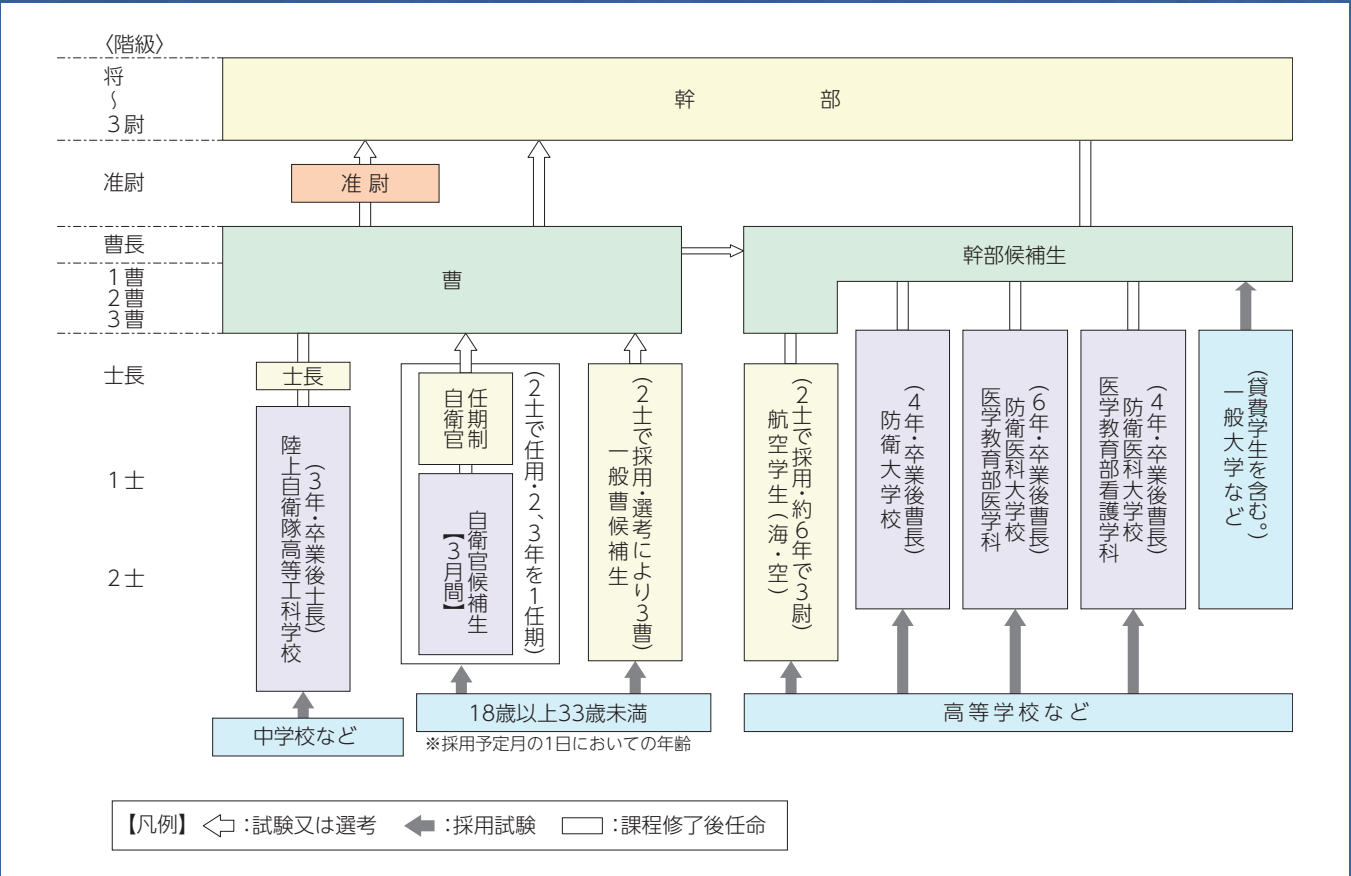 〈階級〉
将
～
３尉
准尉
曹長
１曹
２曹
３曹
士長
１士
２士
幹部
准尉
曹
幹部候補生
士長
陸上自衛隊高等工科学校
（３年・卒業後士長）
任期制
自衛官
自衛官候補生
【３月間】
（２士で任用・２、３年を１任期）
（２士で採用・選考により３曹）
一般曹候補生
（２士で採用・約６年で３尉）
航空学生（海・空）
（４年・卒業後曹長）
防衛大学校
（６年・卒業後曹長）
防衛医科大学校
医学教育部医学科
（４年・卒業後曹長）
防衛医科大学校
医学教育部看護学科
（貸費学生を含む。）
一般大学など
中学校など
18歳以上33歳未満
※採用予定月の1日においての年齢
高等学校など
【凡例】 ：試験又は選考 ：採用試験 ：課程修了後任命